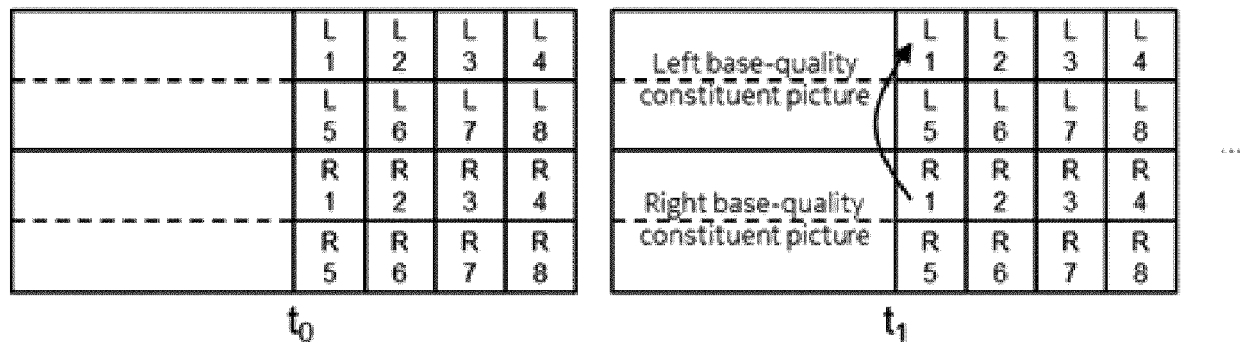 L L L L L L L L
1 2 3 4 Left base-quality 1 2 3 4
constituent picture
L L L L L L L L
5 6 7 8 5 6 7 8
...
R R R R R R R R
1 2 3 4 Right base-quality 1 2 3 4
constituent picture
R R R R R R R R
5 6 7 8 5 6 7 8
t0 t1